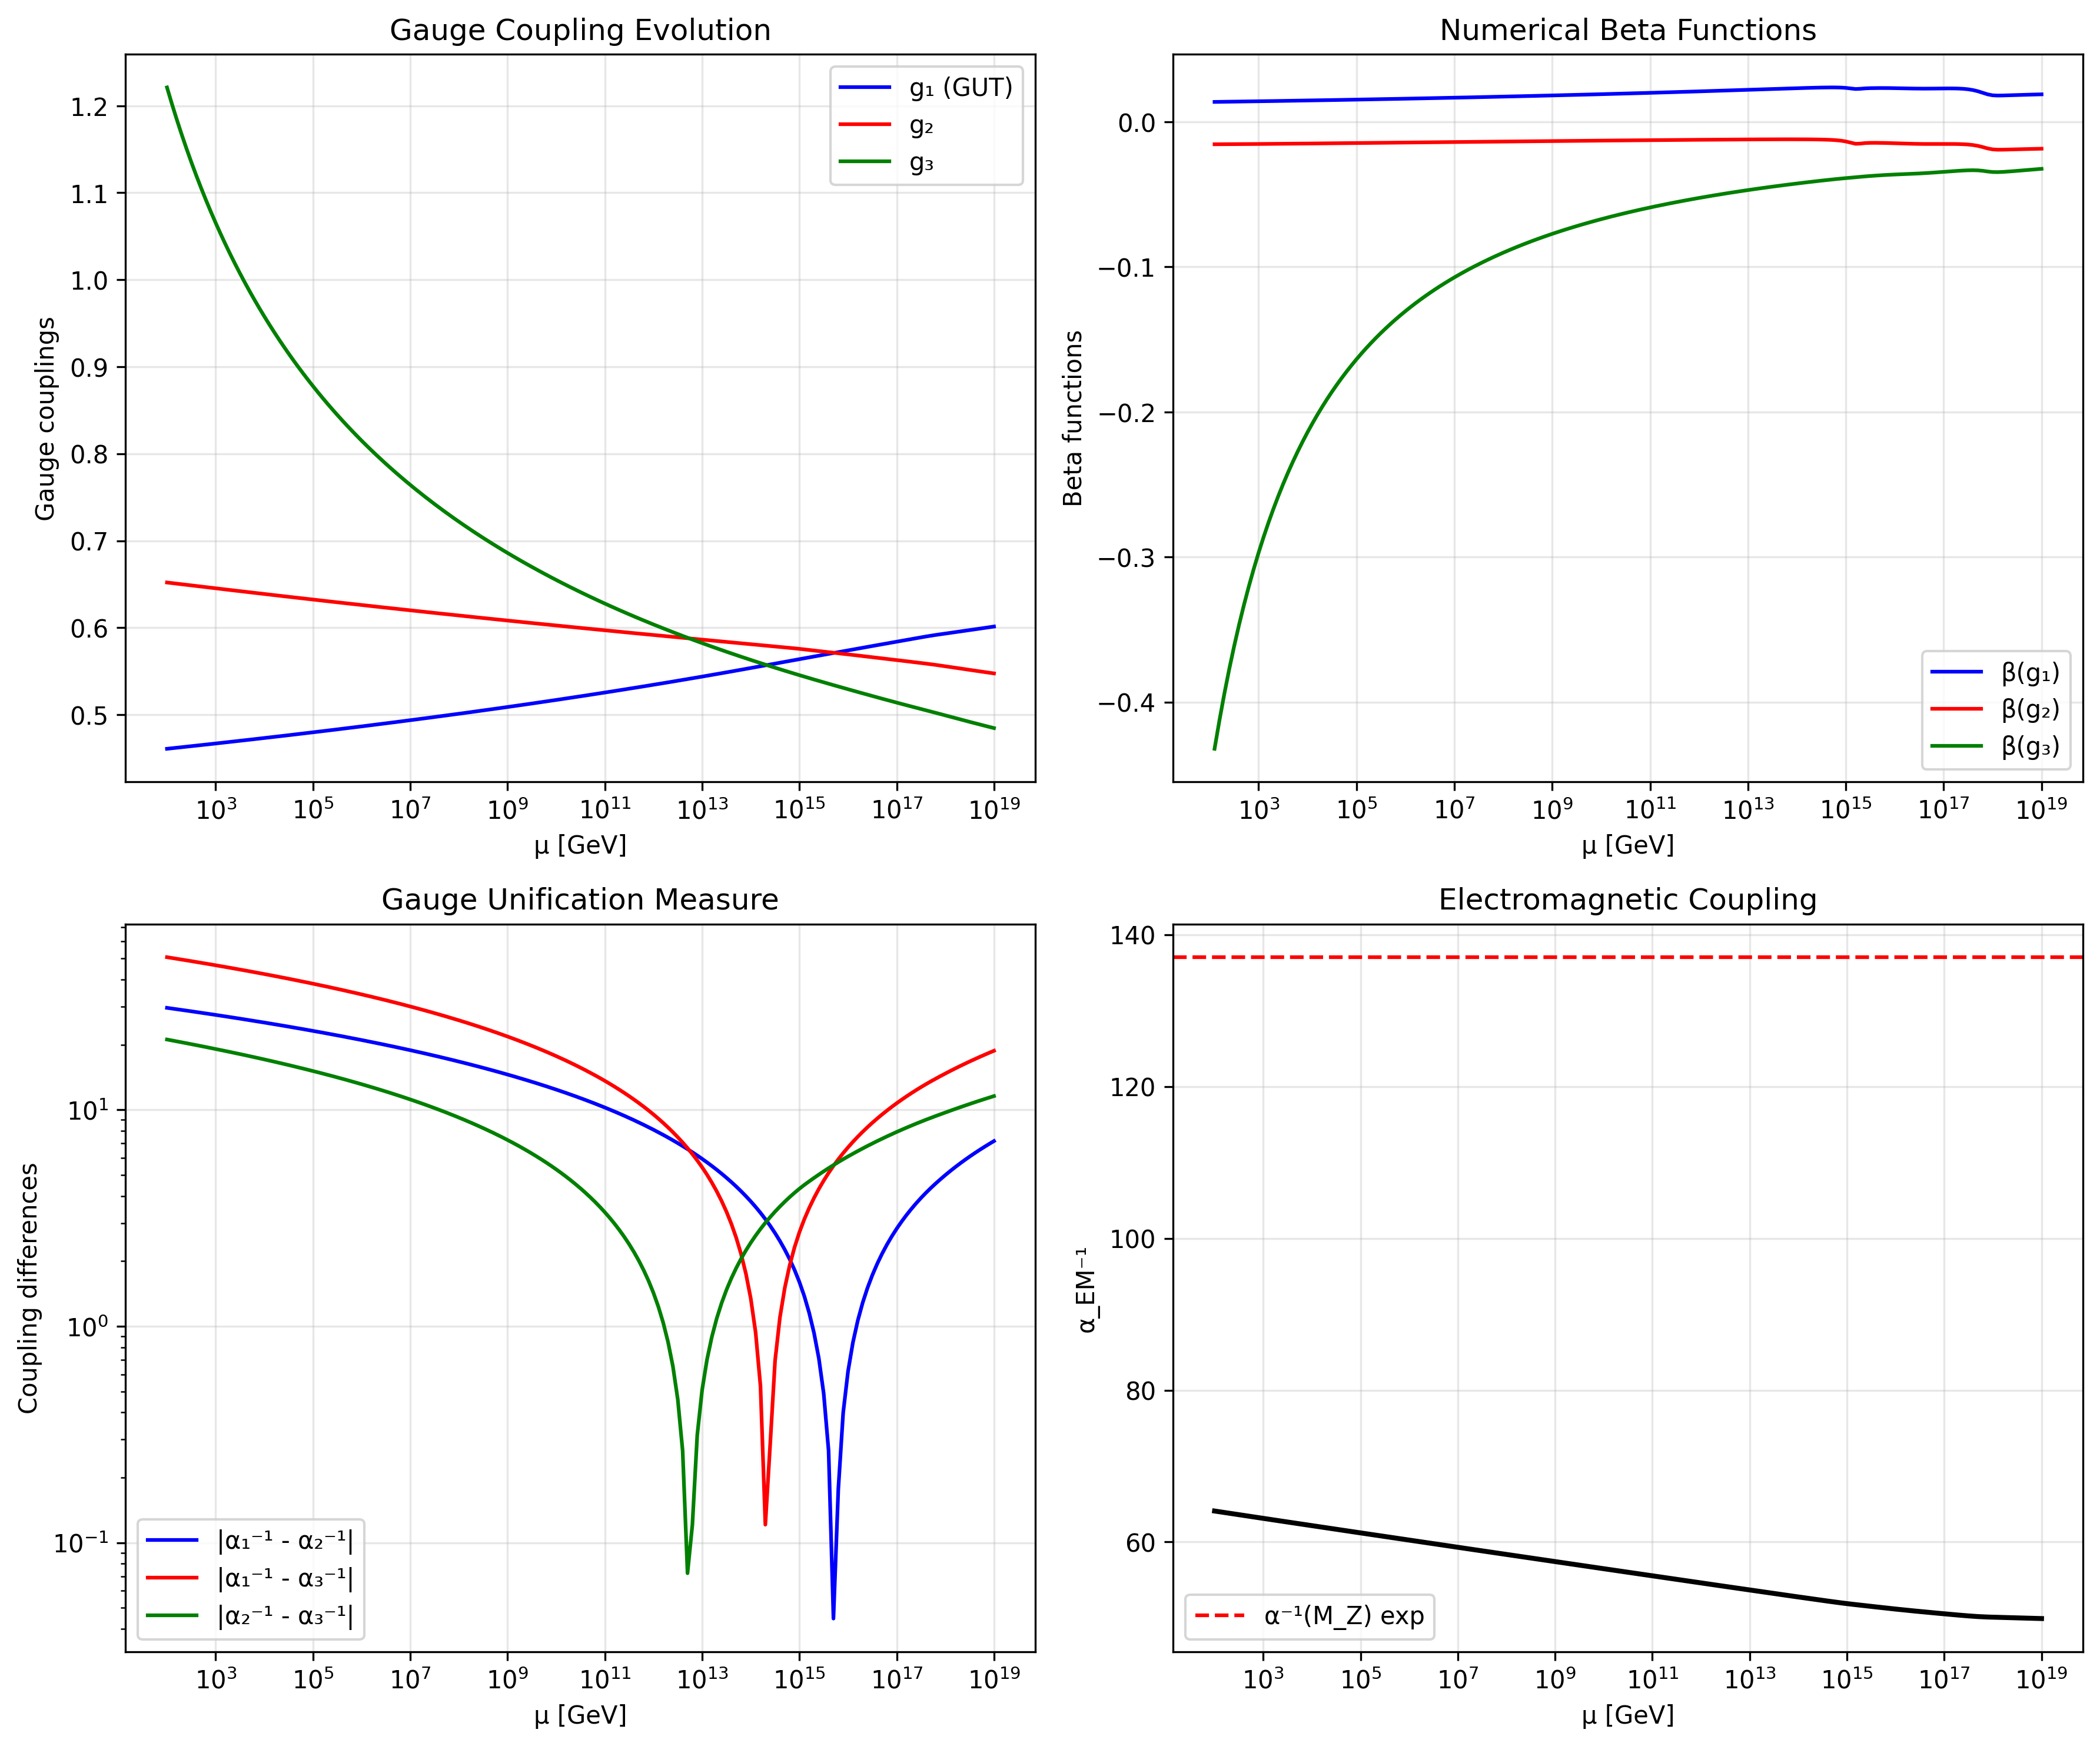 Gauge Coupling Evolution
Gauge couplings
1.2
1.1
1.0
0.9
0.8
0.7
0.6
0.5
g₁ (GUT)
g₂
g₃
10³ 10⁵ 10⁷ 10⁹ 10¹¹ 10¹³ 10¹⁵ 10¹⁷ 10¹⁹
μ [GeV]
Numerical Beta Functions
Beta functions
0.0
−0.1
−0.2
−0.3
−0.4
β(g₁)
β(g₂)
β(g₃)
10³ 10⁵ 10⁷ 10⁹ 10¹¹ 10¹³ 10¹⁵ 10¹⁷ 10¹⁹
μ [GeV]
Gauge Unification Measure
Coupling differences
10¹
10⁰
10⁻¹
|α₁⁻¹ - α₂⁻¹|
|α₁⁻¹ - α₃⁻¹|
|α₂⁻¹ - α₃⁻¹|
10³ 10⁵ 10⁷ 10⁹ 10¹¹ 10¹³ 10¹⁵ 10¹⁷ 10¹⁹
μ [GeV]
Electromagnetic Coupling
α_EM⁻¹
140
120
100
80
60
α⁻¹(M_Z) exp
10³ 10⁵ 10⁷ 10⁹ 10¹¹ 10¹³ 10¹⁵ 10¹⁷ 10¹⁹
μ [GeV]